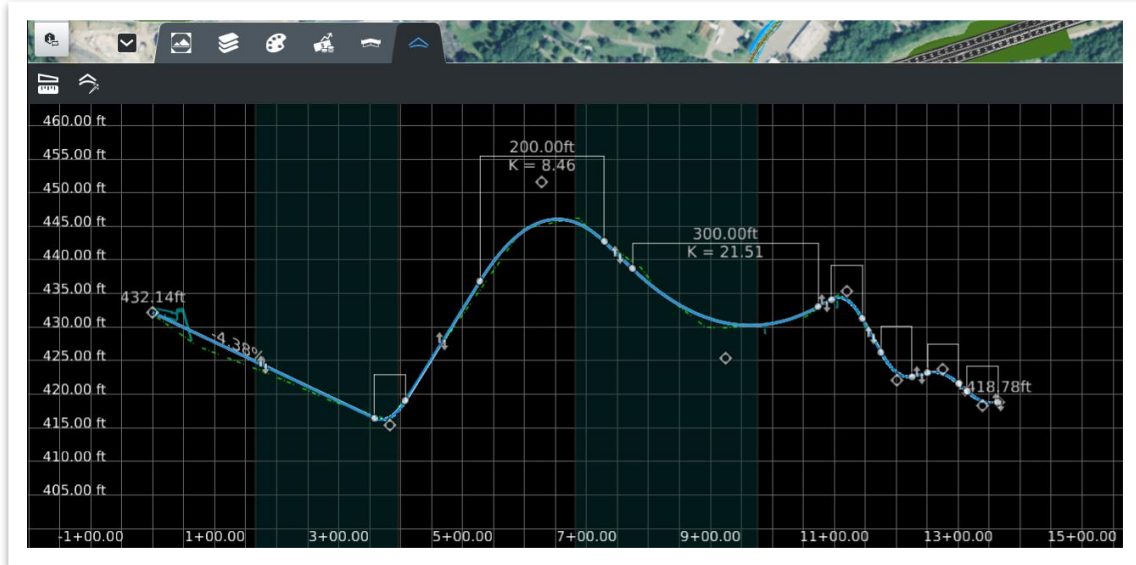 460.00 ft
455.00 ft
450.00 ft
445.00 ft
440.00 ft
435.00 ft
430.00 ft
425.00 ft
420.00 ft
415.00 ft
410.00 ft
405.00 ft
200.00ft
K = 8.46
300.00ft
K = 21.51
432.14ft
-4.38%
418.78ft
-1+00.00 1+00.00 3+00.00 5+00.00 7+00.00 9+00.00 11+00.00 13+00.00 15+00.00